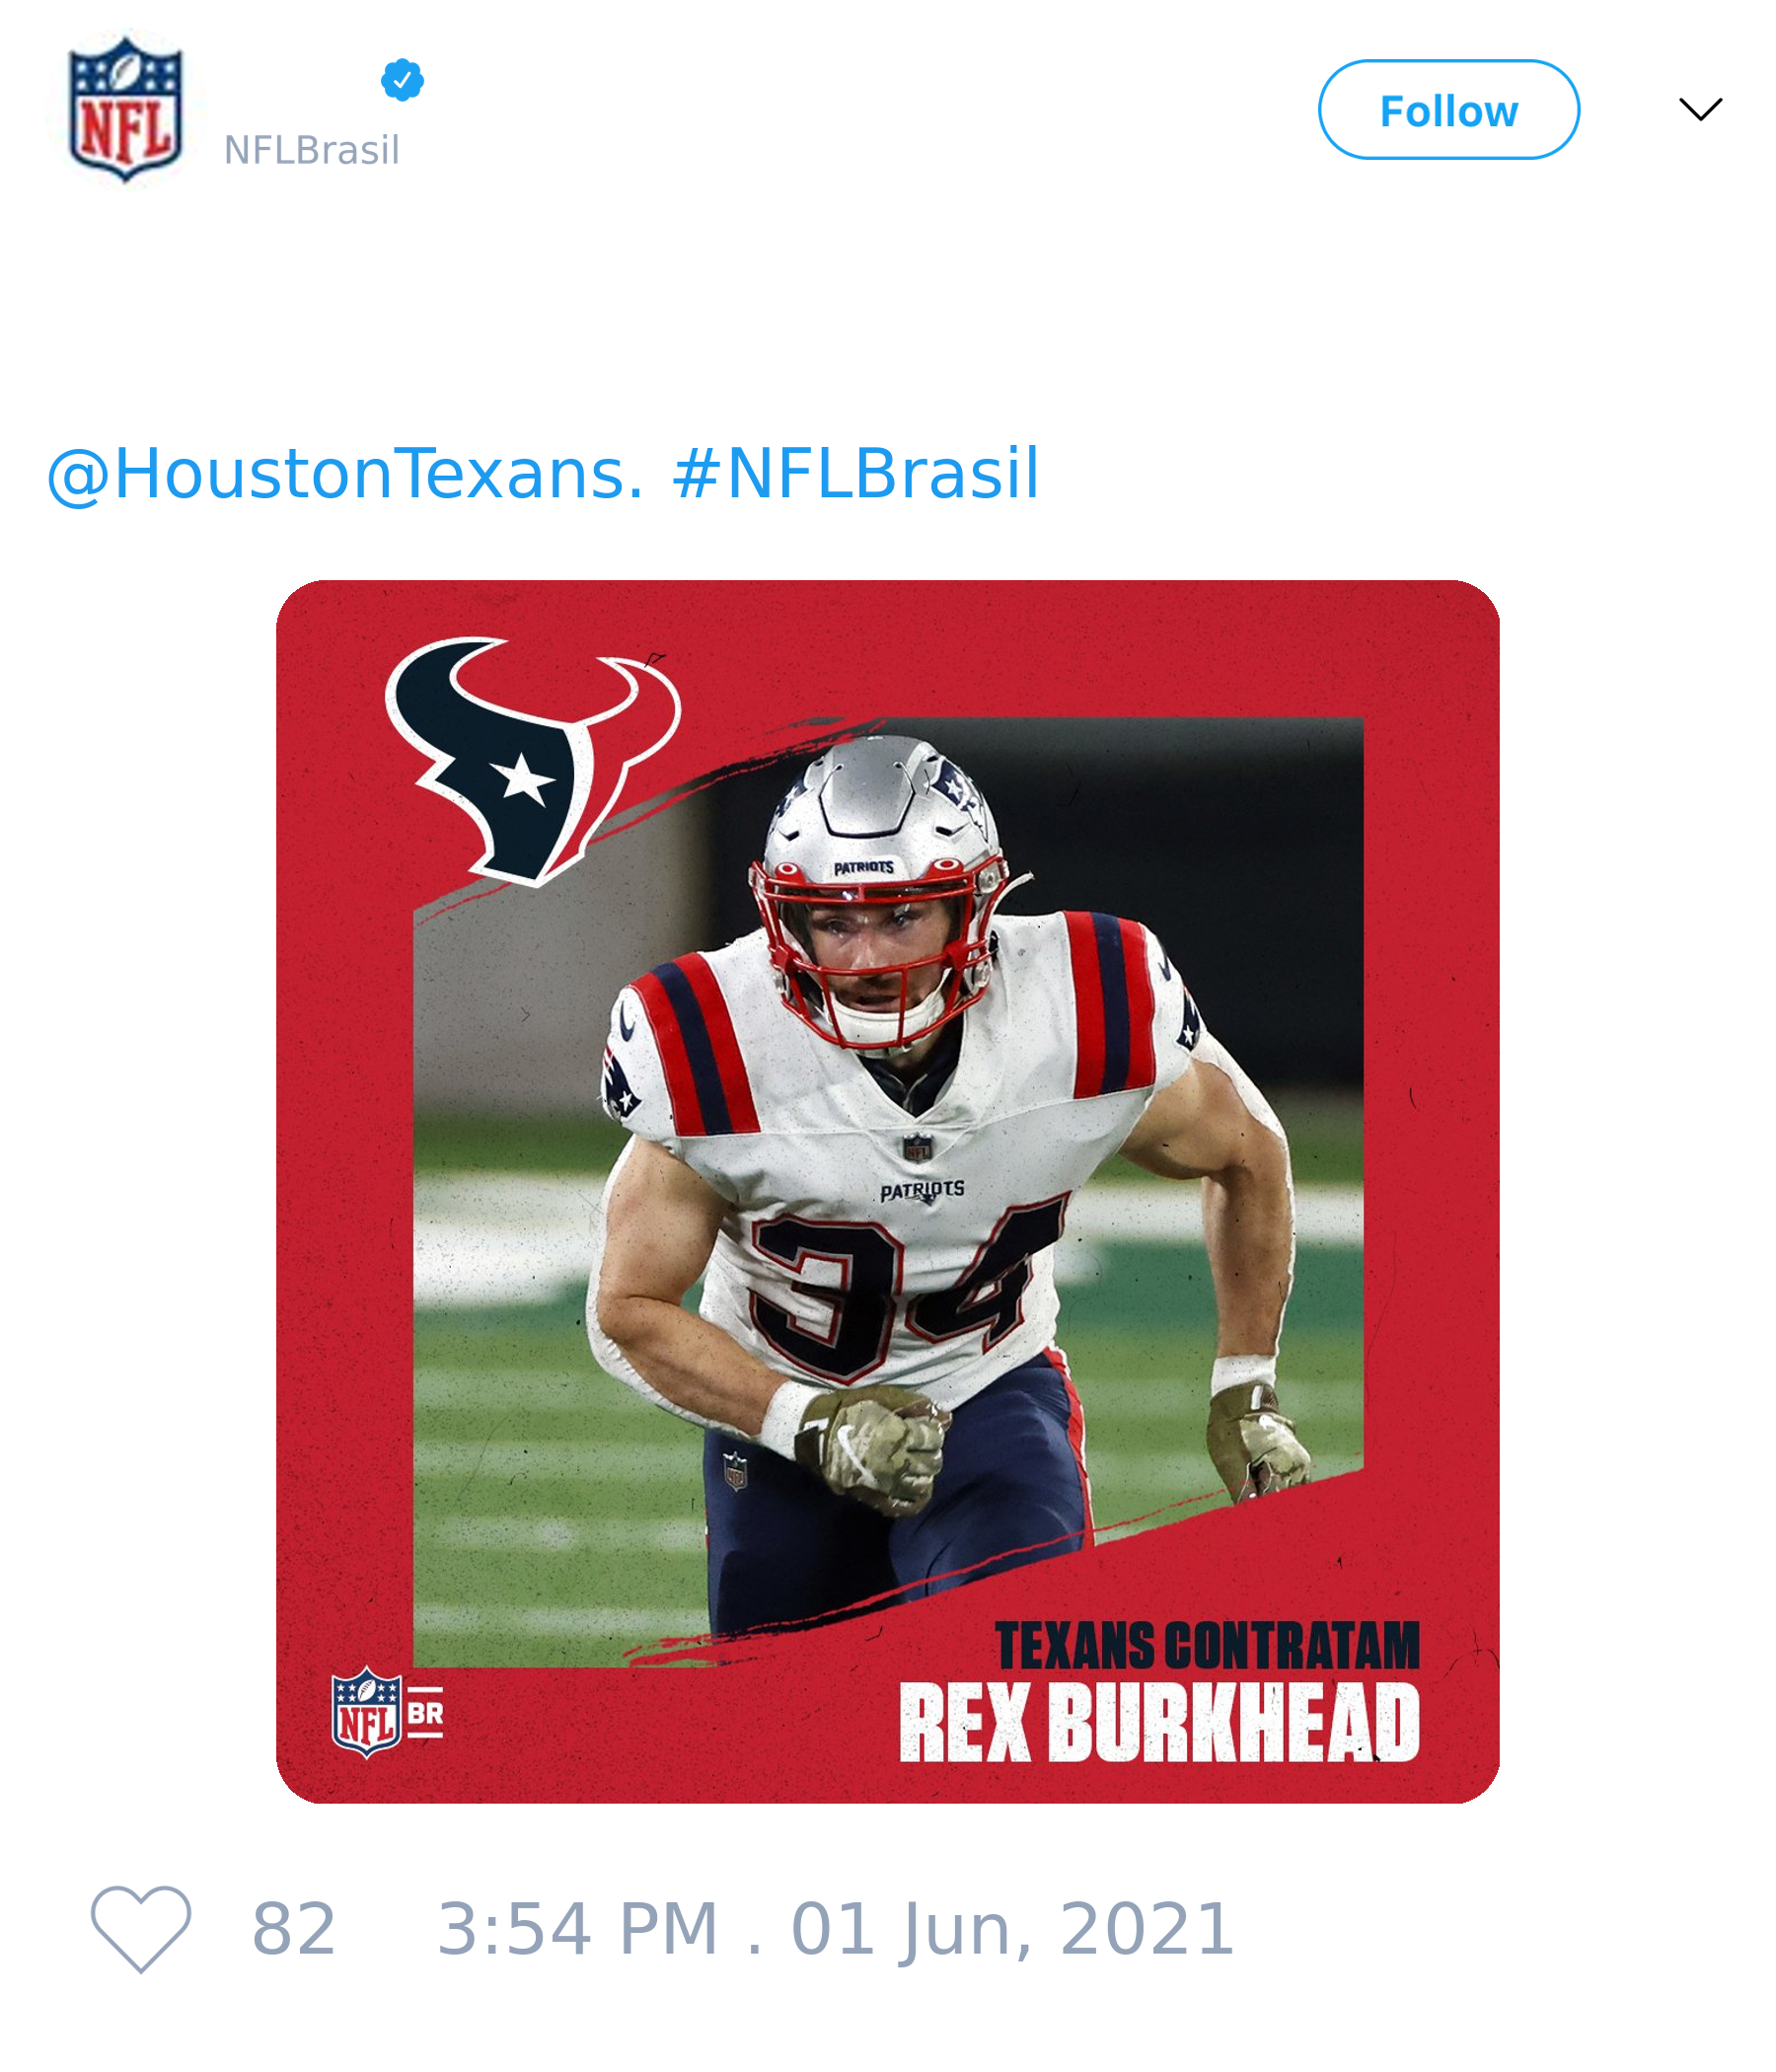 NFL
NFLBrasil
Follow
@HoustonTexans. #NFLBrasil
PATRIOTS
NFL
PATRIOTS
34
TEXANS CONTRATAM
REX BURKHEAD
NFL BR
82 3:54 PM . 01 Jun, 2021